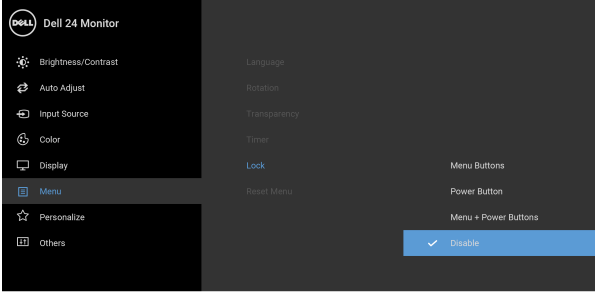 DELL
Dell 24 Monitor
Brightness/Contrast
Auto Adjust
Input Source
Color
Display
Menu
Personalize
Others
Language
Rotation
Transparency
Timer
Lock
Reset Menu
Menu Buttons
Power Button
Menu + Power Buttons
Disable